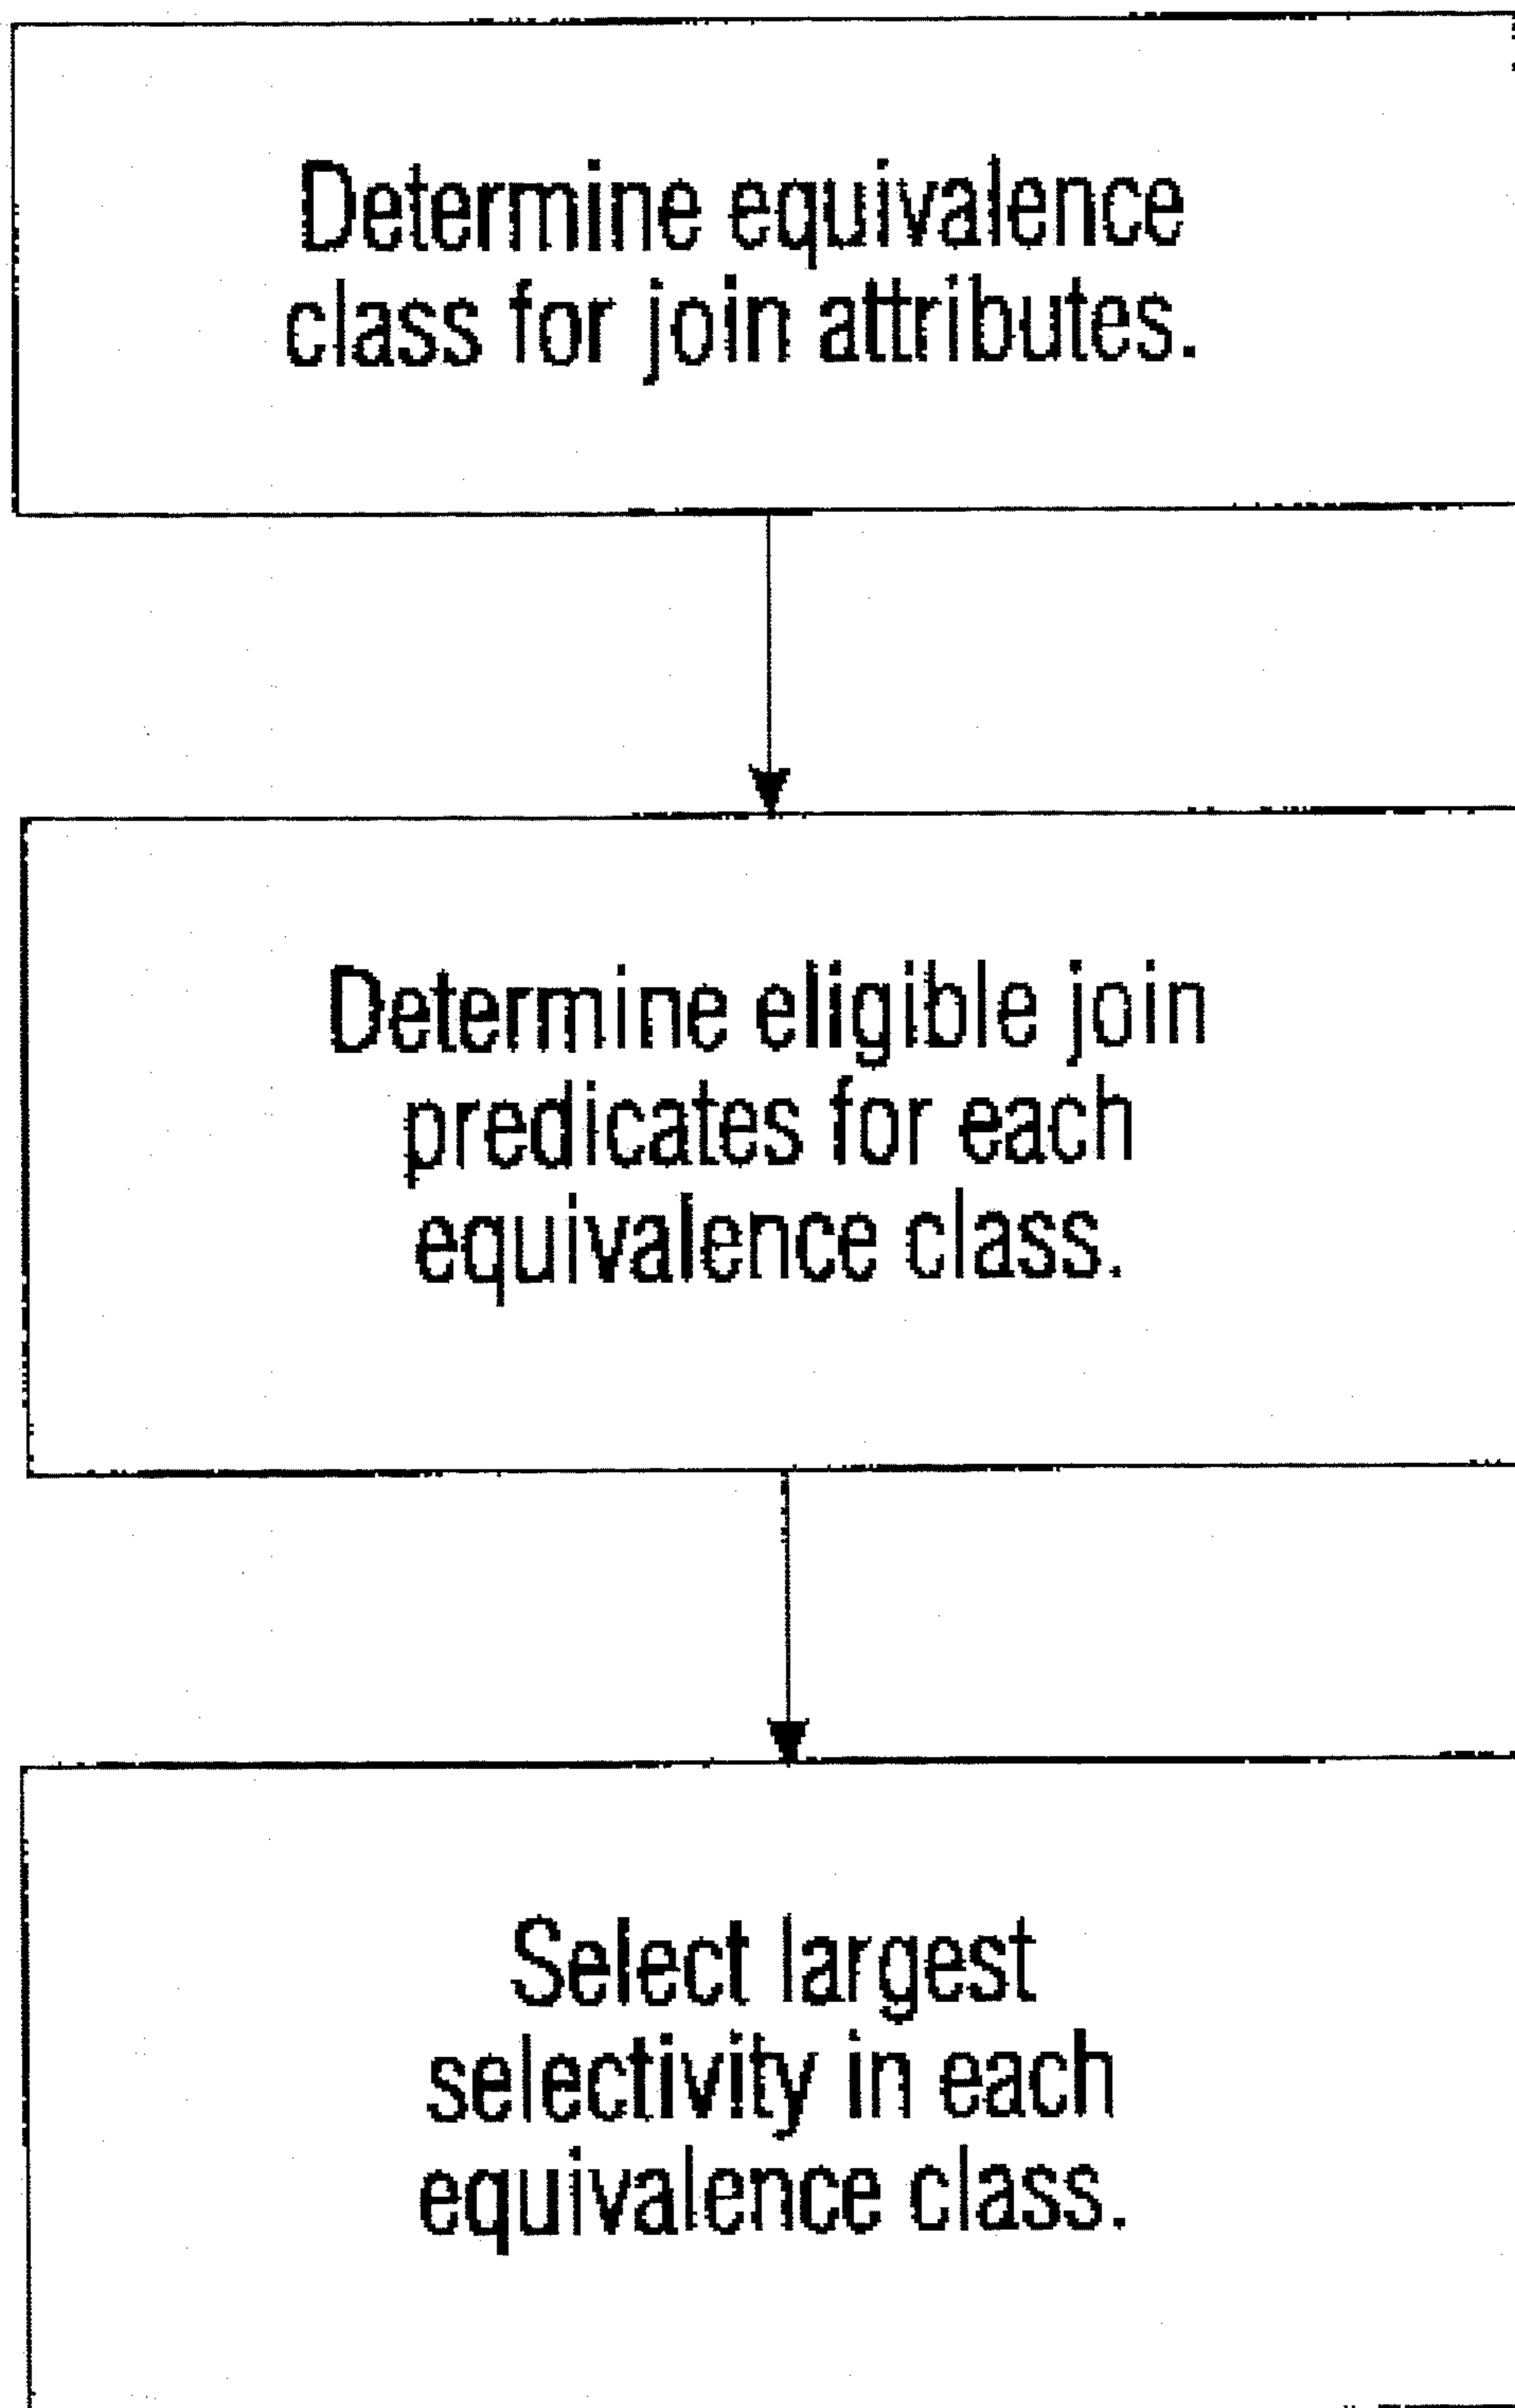 Determine equivalence
class for join attributes.
Determine eligible join
predicates for each
equivalence class.
Select largest
selectivity in each
equivalence class.